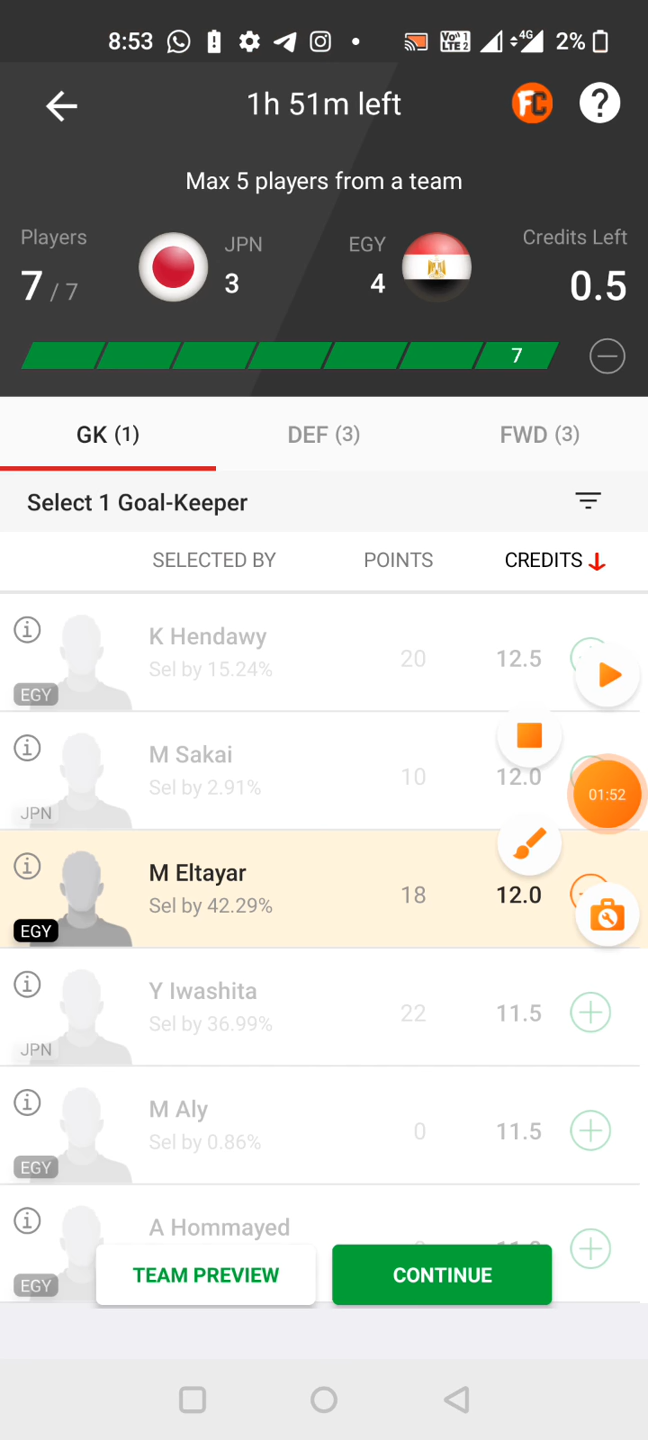 8:53
4G
2%
1h 51m left
FC
?
Max 5 players from a team
Players
JPN
EGY
Credits Left
7 / 7
3
4
0.5
7
GK (1)
DEF (3)
FWD (3)
Select 1 Goal-Keeper
SELECTED BY
POINTS
CREDITS
K Hendawy
Sel by 15.24%
20
12.5
EGY
M Sakai
Sel by 2.91%
10
12.0
JPN
01:52
M Eltayar
Sel by 42.29%
18
12.0
EGY
Y Iwashita
Sel by 36.99%
22
11.5
JPN
M Aly
Sel by 0.86%
0
11.5
EGY
A Hommayed
EGY
TEAM PREVIEW
CONTINUE